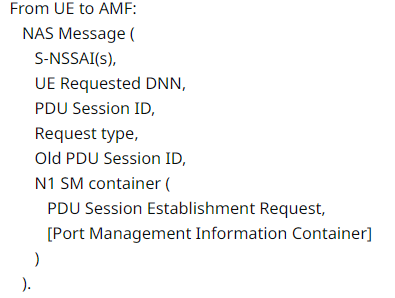 From UE to AMF:
NAS Message (
S-NSSAI(s),
UE Requested DNN,
PDU Session ID,
Request type,
Old PDU Session ID,
N1 SM container (
PDU Session Establishment Request,
[Port Management Information Container]
)
).